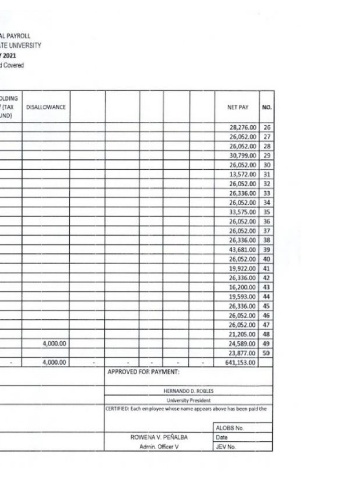 AL PAYROLL
ATE UNIVERSITY
Y 2021
d Covered
OLDING
/ (TAX
UND)
DISALLOWANCE
NET PAY
NO.
28,276.00 26
26,052.00 27
26,052.00 28
30,799.00 29
26,052.00 30
13,572.00 31
26,052.00 32
26,336.00 33
26,052.00 34
33,575.00 35
26,052.00 36
26,052.00 37
26,336.00 38
43,681.00 39
26,052.00 40
19,922.00 41
26,336.00 42
16,200.00 43
19,593.00 44
26,336.00 45
26,052.00 46
26,052.00 47
21,205.00 48
4,000.00 24,589.00 49
23,877.00 50
- 4,000.00 - - - - - 641,153.00
APPROVED FOR PAYMENT:
HERNANDO D. ROBLES
University President
CERTIFIED: Each employee whose name appears above has been paid the
ALOBS No.
ROWENA V. PEÑALBA Date
Admin. Officer V JEV No.